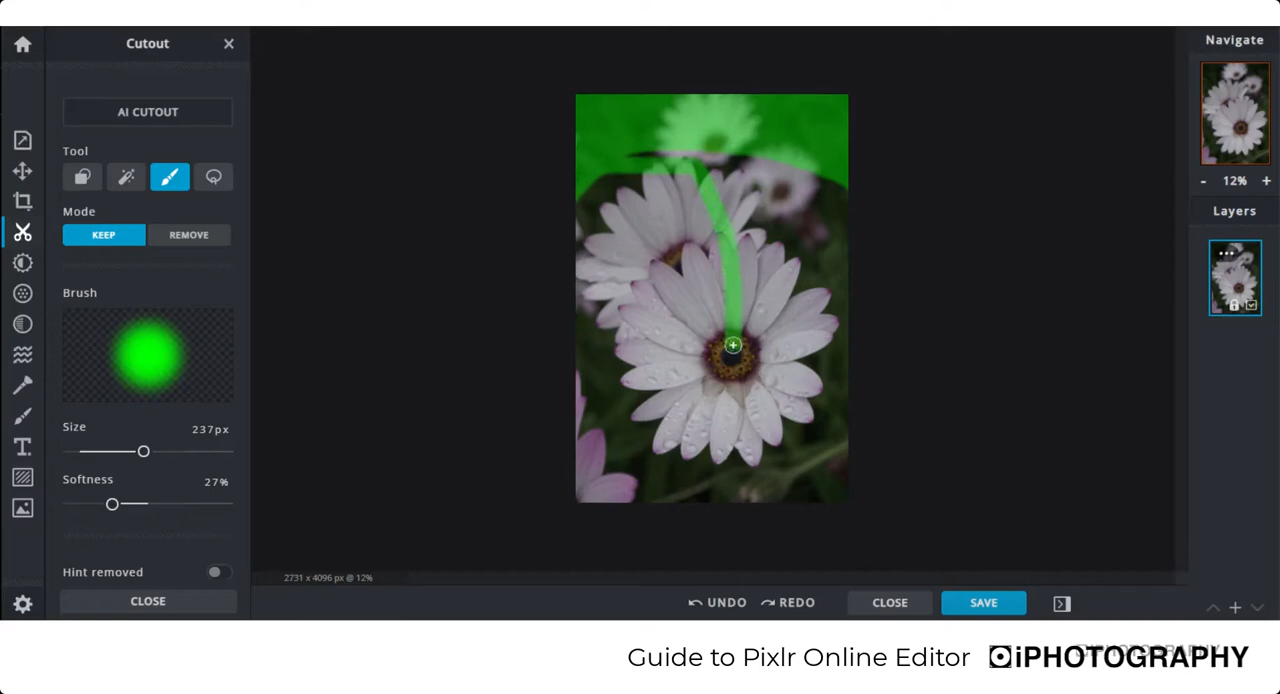 Cutout
Navigate
AI CUTOUT
Tool
- 12% +
Mode
Layers
KEEP REMOVE
Brush
Size 237px
Softness 27%
Hint removed
2731 x 4096 px @ 12%
CLOSE
UNDO REDO CLOSE SAVE
Guide to Pixlr Online Editor iPHOTOGRAPHY